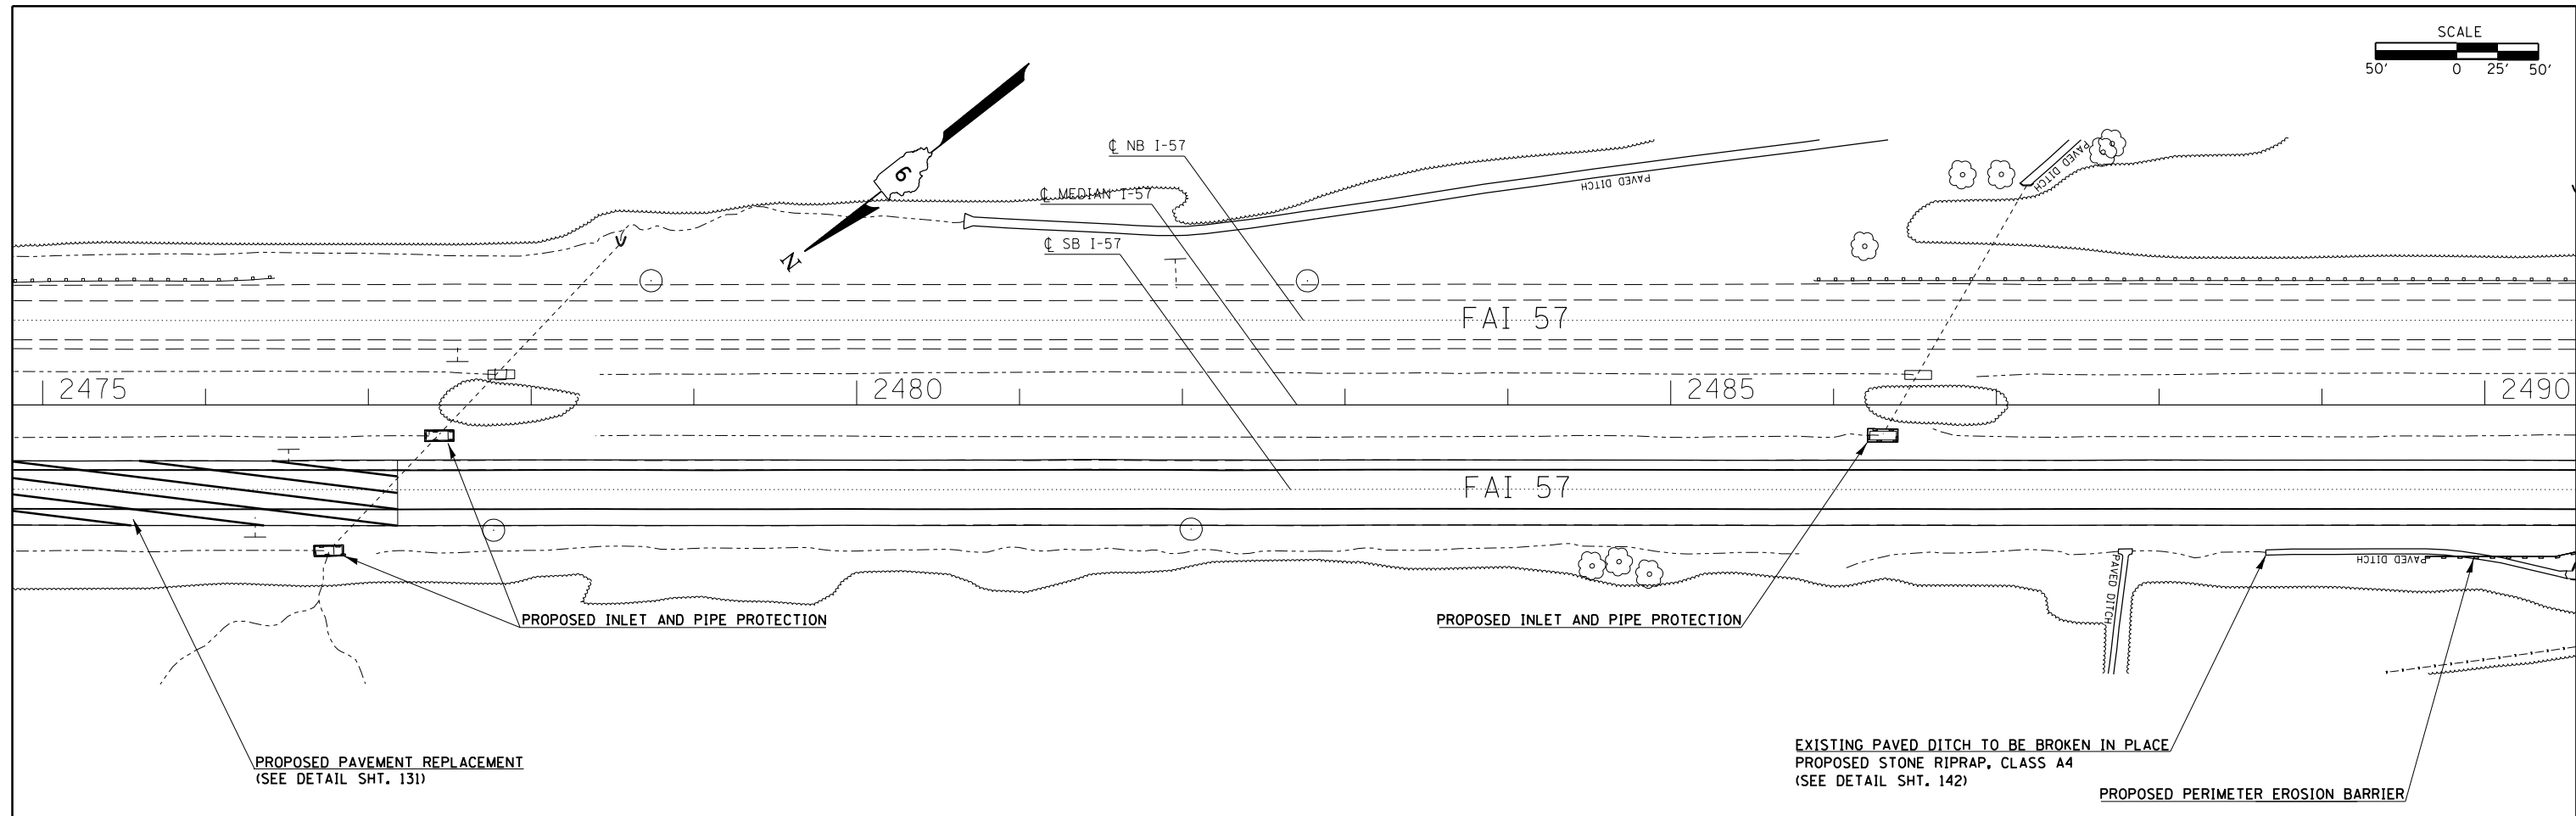 SCALE
50' 0 25' 50'
℄ NB I-57
℄ MEDIAN I-57
℄ SB I-57
9
N
PAVED DITCH
PAVED DITCH
FAI 57
2475
2480
2485
2490
FAI 57
PAVED DITCH
PAVED DITCH
PROPOSED INLET AND PIPE PROTECTION
PROPOSED INLET AND PIPE PROTECTION
PROPOSED PAVEMENT REPLACEMENT
(SEE DETAIL SHT. 131)
EXISTING PAVED DITCH TO BE BROKEN IN PLACE
PROPOSED STONE RIPRAP, CLASS A4
(SEE DETAIL SHT. 142)
PROPOSED PERIMETER EROSION BARRIER